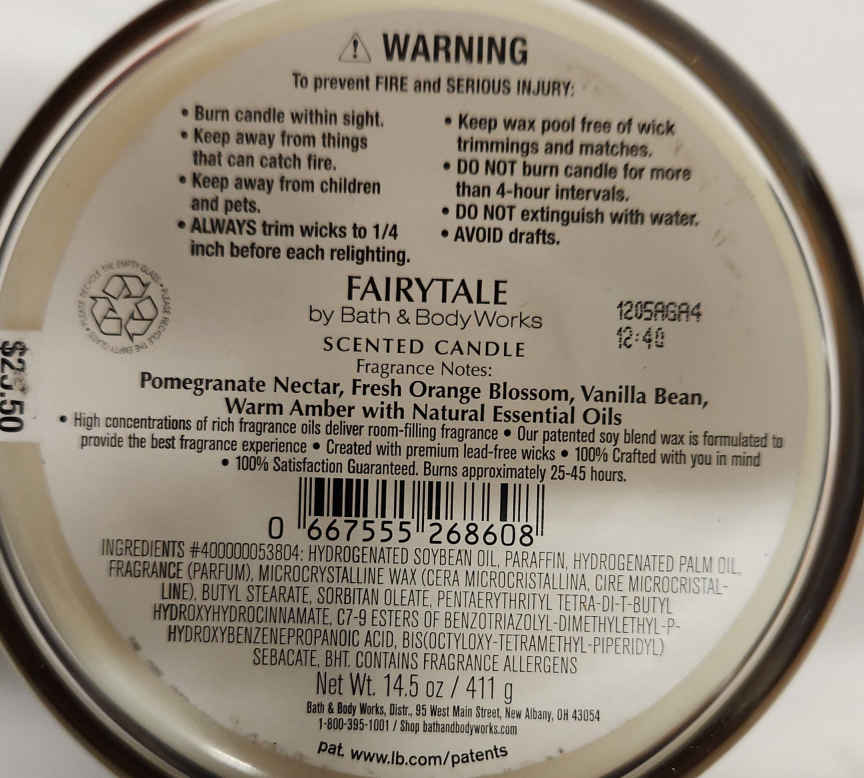 WARNING
To prevent FIRE and SERIOUS INJURY:
• Burn candle within sight.
• Keep away from things
that can catch fire.
• Keep away from children
and pets.
• ALWAYS trim wicks to 1/4
inch before each relighting.
• Keep wax pool free of wick
trimmings and matches.
• DO NOT burn candle for more
than 4-hour intervals.
• DO NOT extinguish with water.
• AVOID drafts.
PLEASE RECYCLE THE EMPTY GLASS • PLEASE RECYCLE THE EMPTY GLASS •
FAIRYTALE
by Bath & Body Works
1205AGA4
12:40
SCENTED CANDLE
Fragrance Notes:
Pomegranate Nectar, Fresh Orange Blossom, Vanilla Bean,
Warm Amber with Natural Essential Oils
• High concentrations of rich fragrance oils deliver room-filling fragrance • Our patented soy blend wax is formulated to
provide the best fragrance experience • Created with premium lead-free wicks • 100% Crafted with you in mind
• 100% Satisfaction Guaranteed. Burns approximately 25-45 hours.
0 667555 268608
INGREDIENTS #400000053804: HYDROGENATED SOYBEAN OIL, PARAFFIN, HYDROGENATED PALM OIL,
FRAGRANCE (PARFUM), MICROCRYSTALLINE WAX (CERA MICROCRISTALLINA, CIRE MICROCRISTAL-
LINE), BUTYL STEARATE, SORBITAN OLEATE, PENTAERYTHRITYL TETRA-DI-T-BUTYL
HYDROXYHYDROCINNAMATE, C7-9 ESTERS OF BENZOTRIAZOLYL-DIMETHYLETHYL-P-
HYDROXYBENZENEPROPANOIC ACID, BIS(OCTYLOXY-TETRAMETHYL-PIPERIDYL)
SEBACATE, BHT. CONTAINS FRAGRANCE ALLERGENS
Net Wt. 14.5 oz / 411 g
Bath & Body Works, Distr., 95 West Main Street, New Albany, OH 43054
1-800-395-1001 / Shop bathandbodyworks.com
pat. www.lb.com/patents